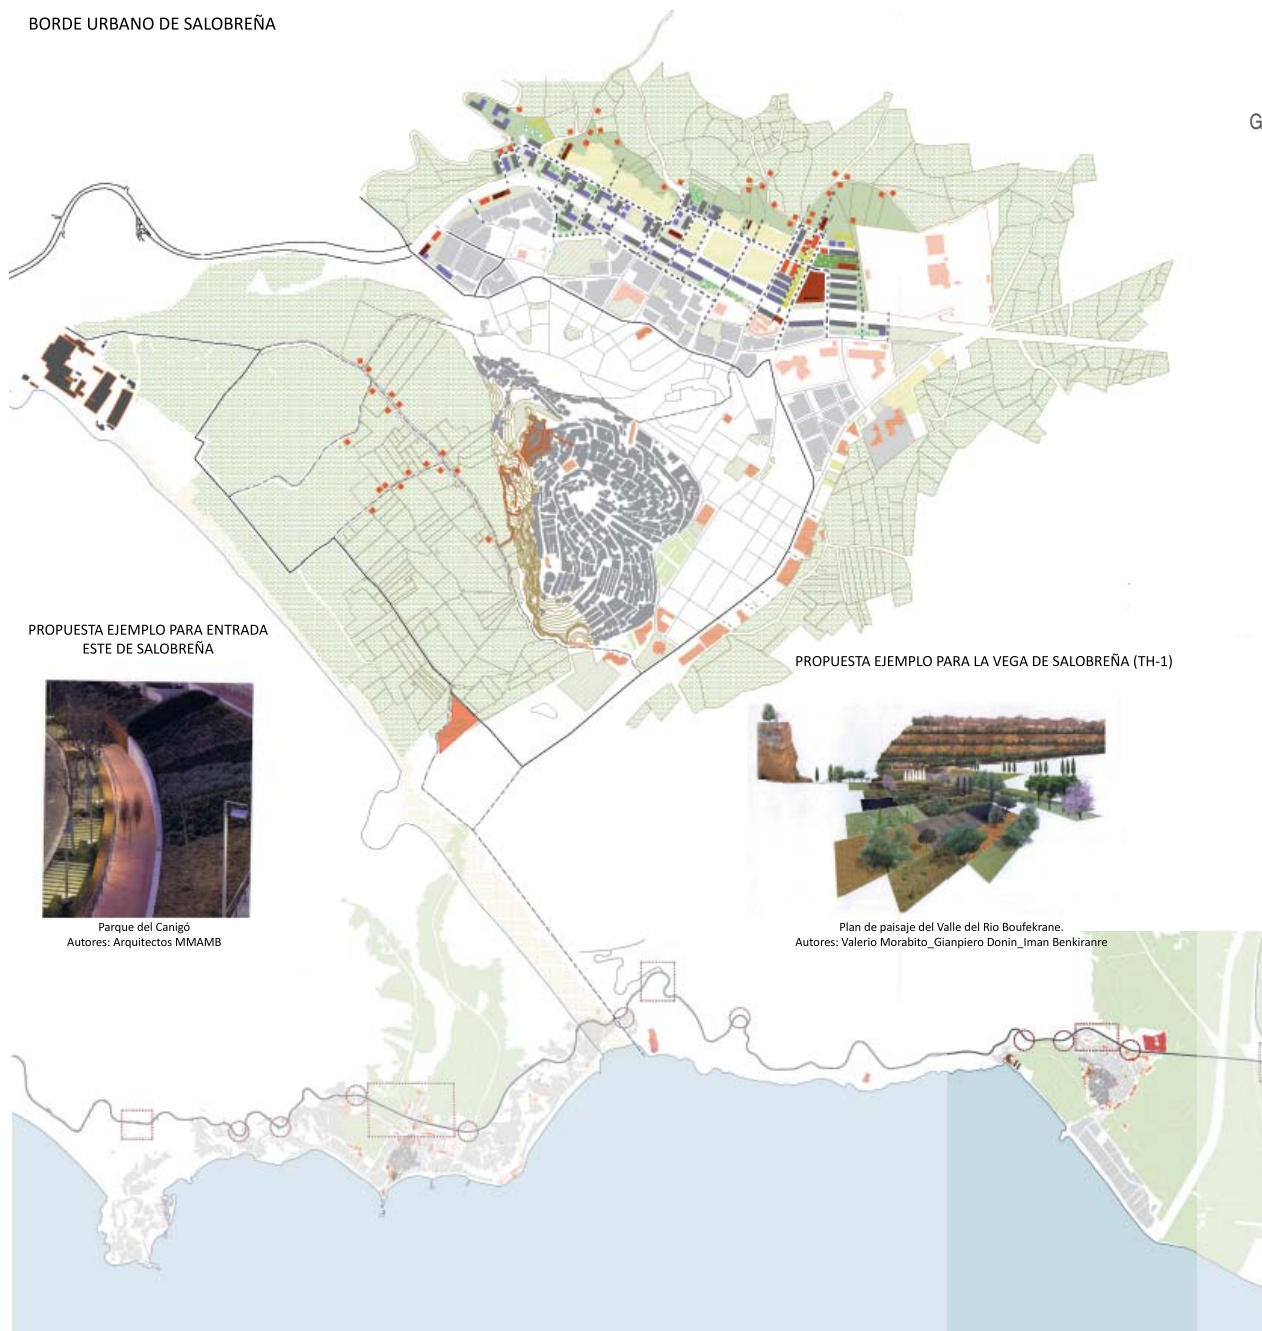 BORDE URBANO DE SALOBREÑA
G
PROPUESTA EJEMPLO PARA ENTRADA
ESTE DE SALOBREÑA
PROPUESTA EJEMPLO PARA LA VEGA DE SALOBREÑA (TH-1)
Parque del Canigó
Autores: Arquitectos MMAMB
Plan de paisaje del Valle del Rio Boufekrane.
Autores: Valerio Morabito_Gianpiero Donin_Iman Benkiranre